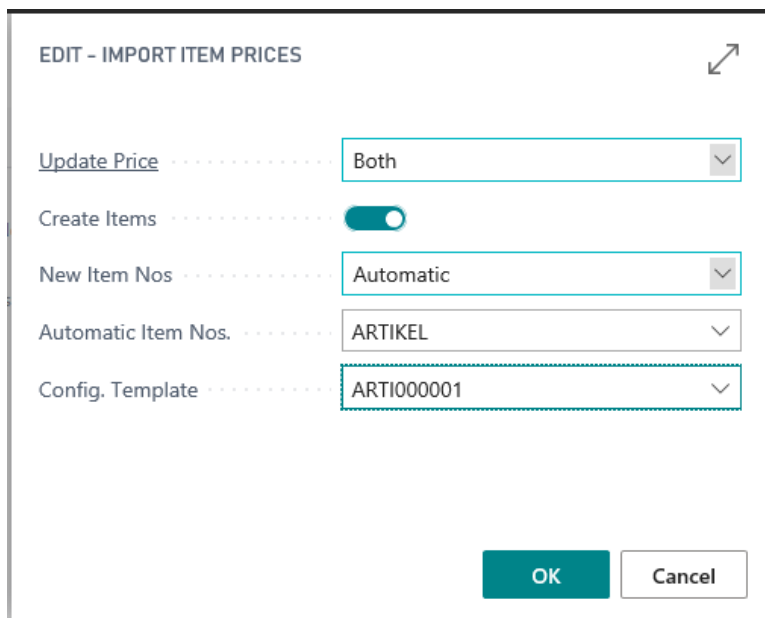 EDIT - IMPORT ITEM PRICES
Update Price Both
Create Items
New Item Nos Automatic
Automatic Item Nos. ARTIKEL
Config. Template ARTI000001
OK Cancel